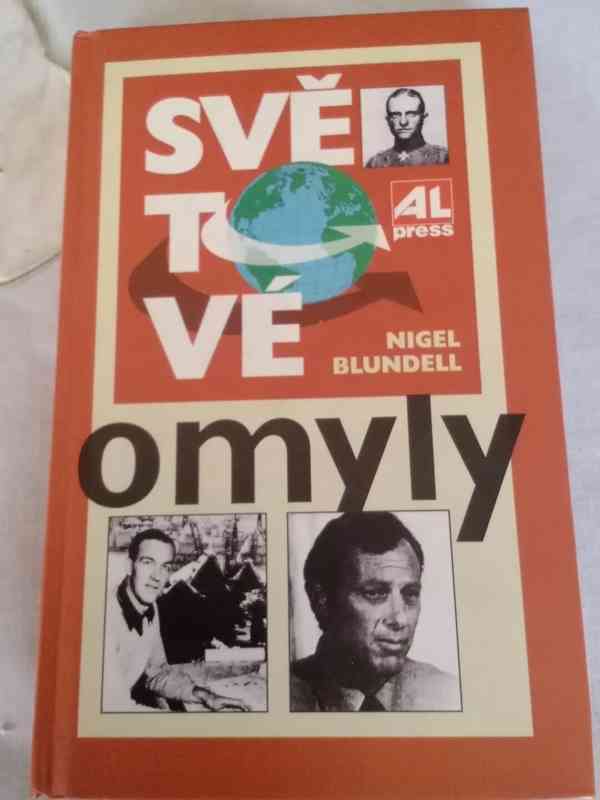 SVĚ
TO
VÉ
AL
press
NIGEL
BLUNDELL
omyly